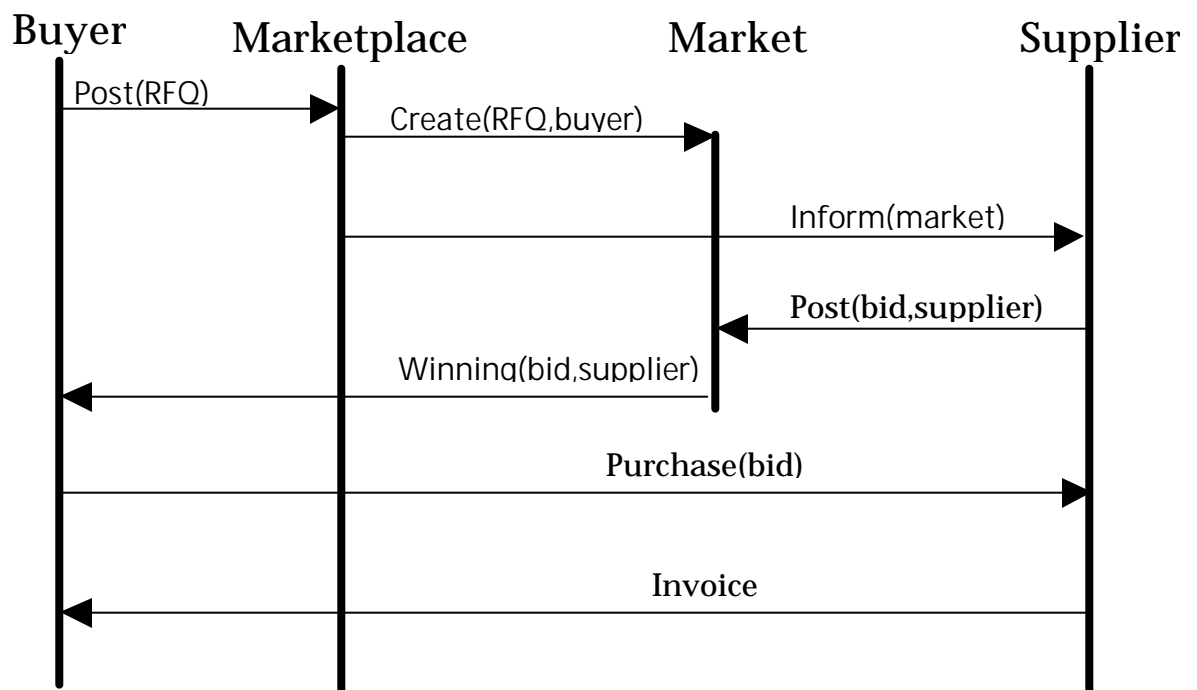 Buyer
Marketplace
Market
Supplier
Post(RFQ)
Create(RFQ,buyer)
Inform(market)
Post(bid,supplier)
Winning(bid,supplier)
Purchase(bid)
Invoice